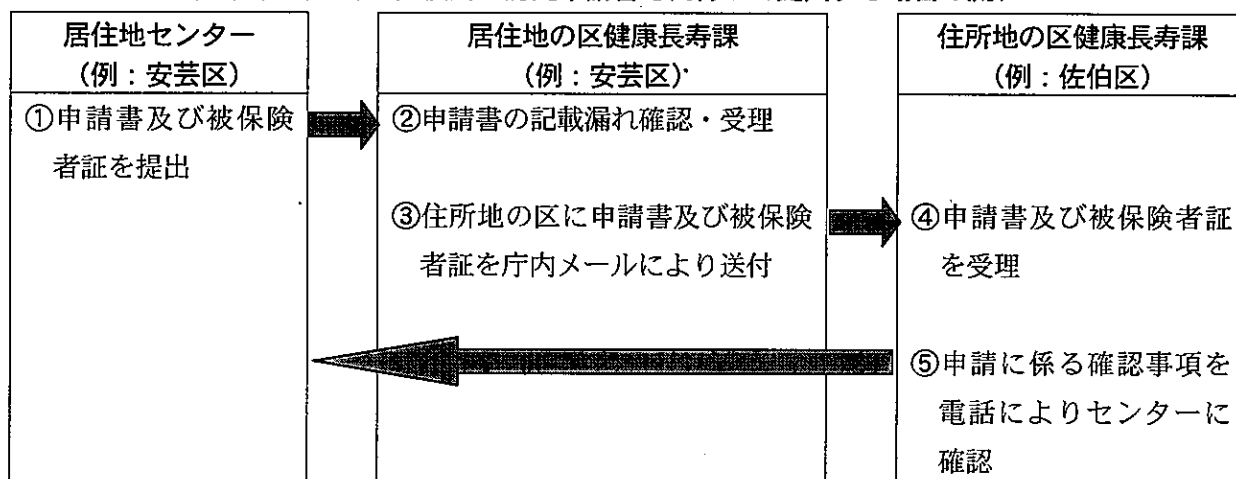 居住地センター
(例：安芸区)
①申請書及び被保険
者証を提出
居住地の区健康長寿課
(例：安芸区)
②申請書の記載漏れ確認・受理
③住所地の区に申請書及び被保険
者証を庁内メールにより送付
住所地の区健康長寿課
(例：佐伯区)
④申請書及び被保険者証
を受理
⑤申請に係る確認事項を
電話によりセンターに
確認